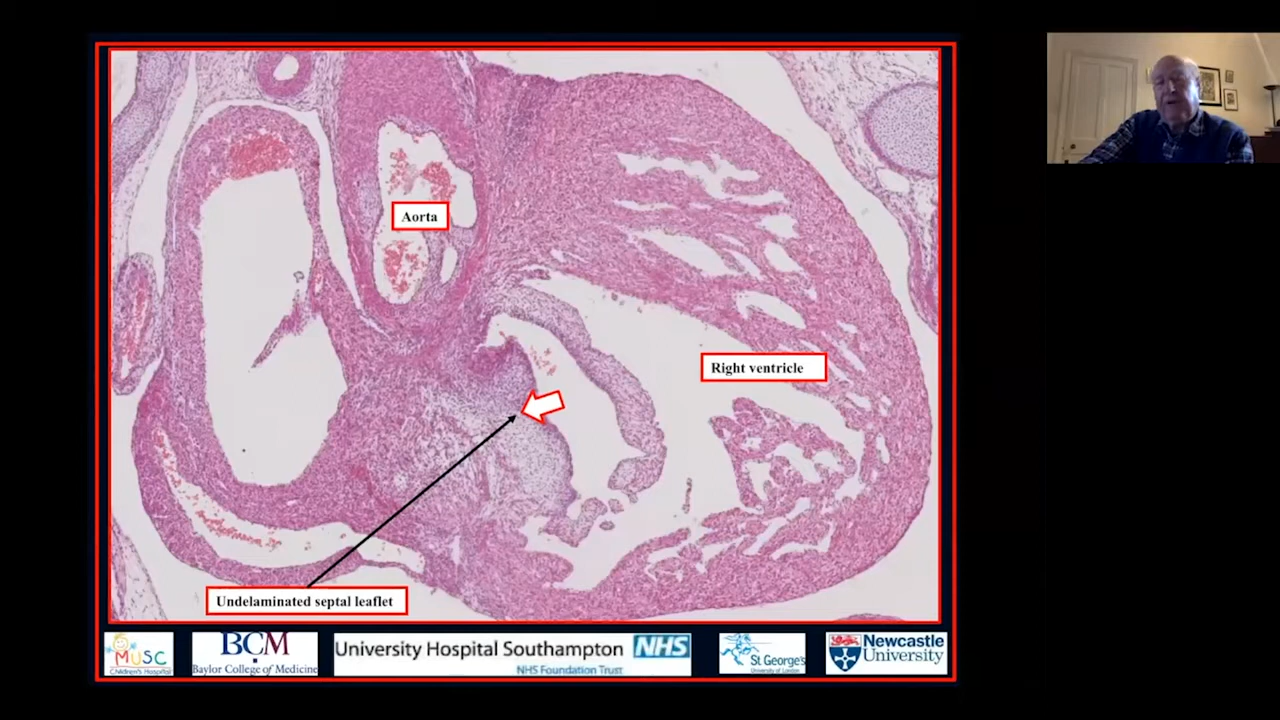 Aorta
Right ventricle
Undelaminated septal leaflet
MUSC
Children's Hospital
BCM
Baylor College of Medicine
University Hospital Southampton
NHS
NHS Foundation Trust
St George's
University of London
Newcastle
University